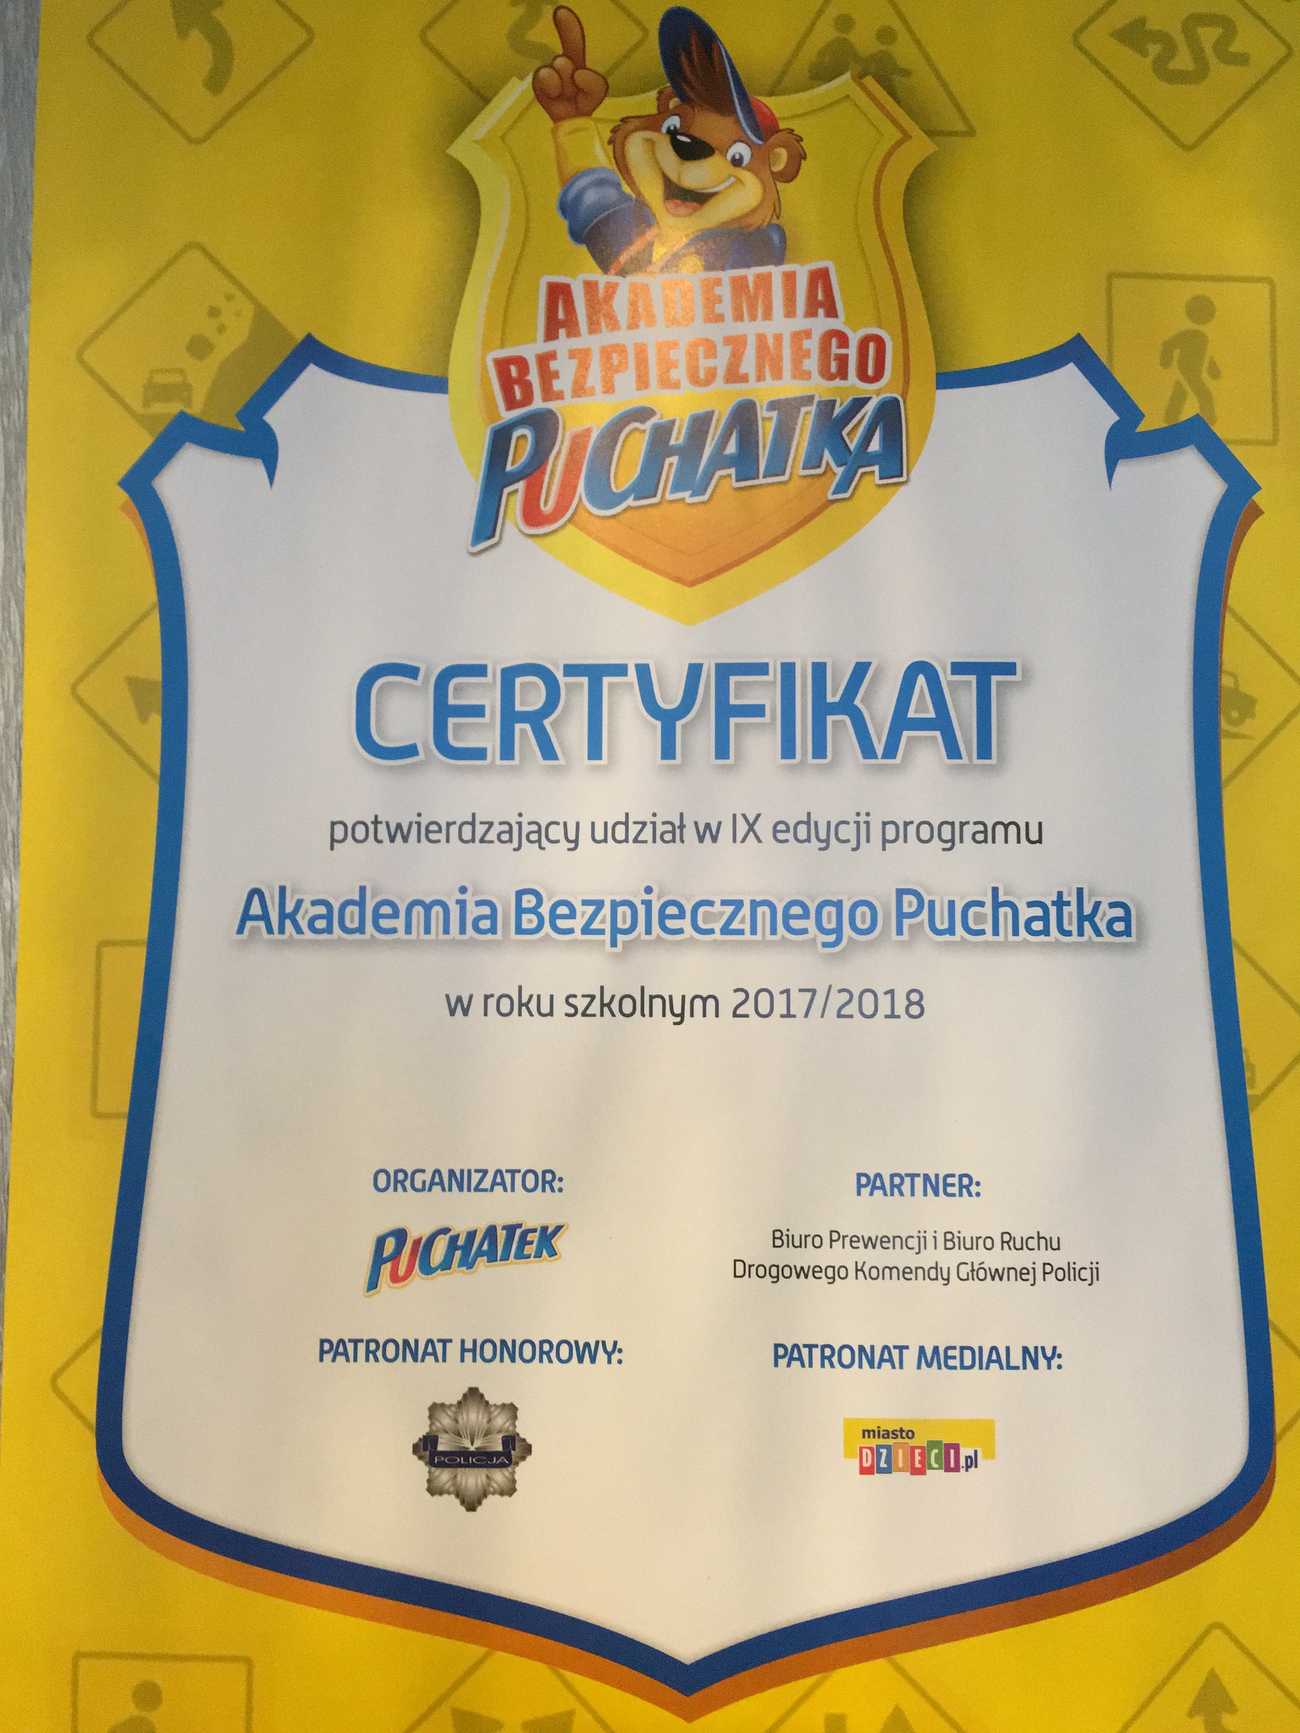 AKADEMIA
BEZPIECZNEGO
PUCHATKA
CERTYFIKAT
potwierdzający udział w IX edycji programu
Akademia Bezpiecznego Puchatka
w roku szkolnym 2017/2018
ORGANIZATOR:
PUCHATEK
PARTNER:
Biuro Prewencji i Biuro Ruchu
Drogowego Komendy Głównej Policji
PATRONAT HONOROWY:
POLICJA
PATRONAT MEDIALNY:
miasto
DZIECI.pl